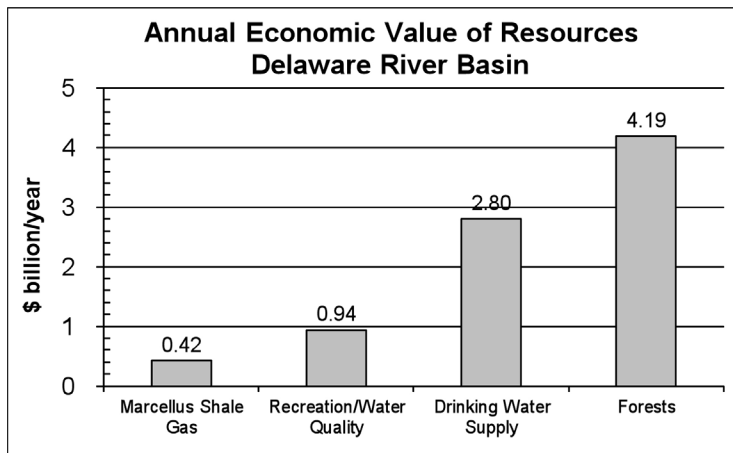 Annual Economic Value of Resources
Delaware River Basin
$ billion/year
5
4
3
2
1
0
0.42
0.94
2.80
4.19
Marcellus Shale
Gas
Recreation/Water
Quality
Drinking Water
Supply
Forests